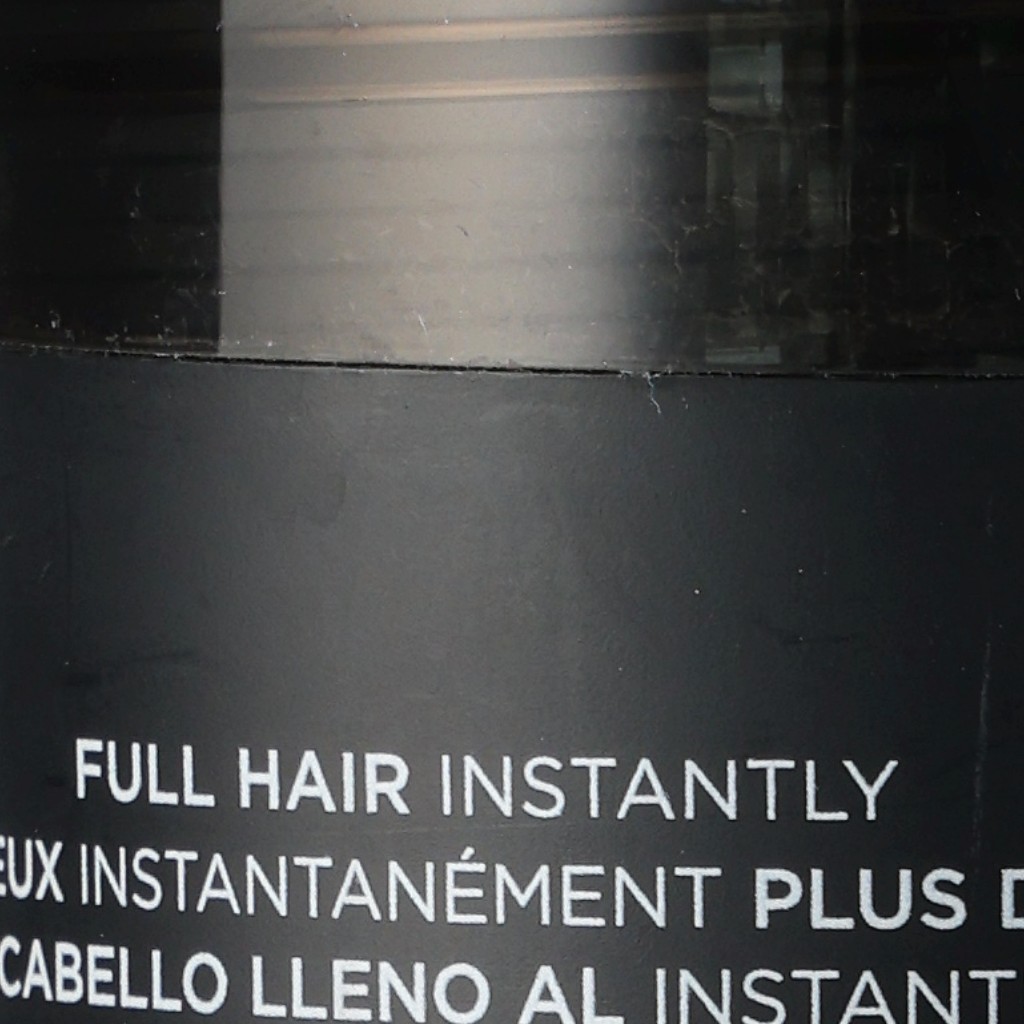 FULL HAIR INSTANTLY
EUX INSTANTANÉMENT PLUS D
CABELLO LLENO AL INSTANT